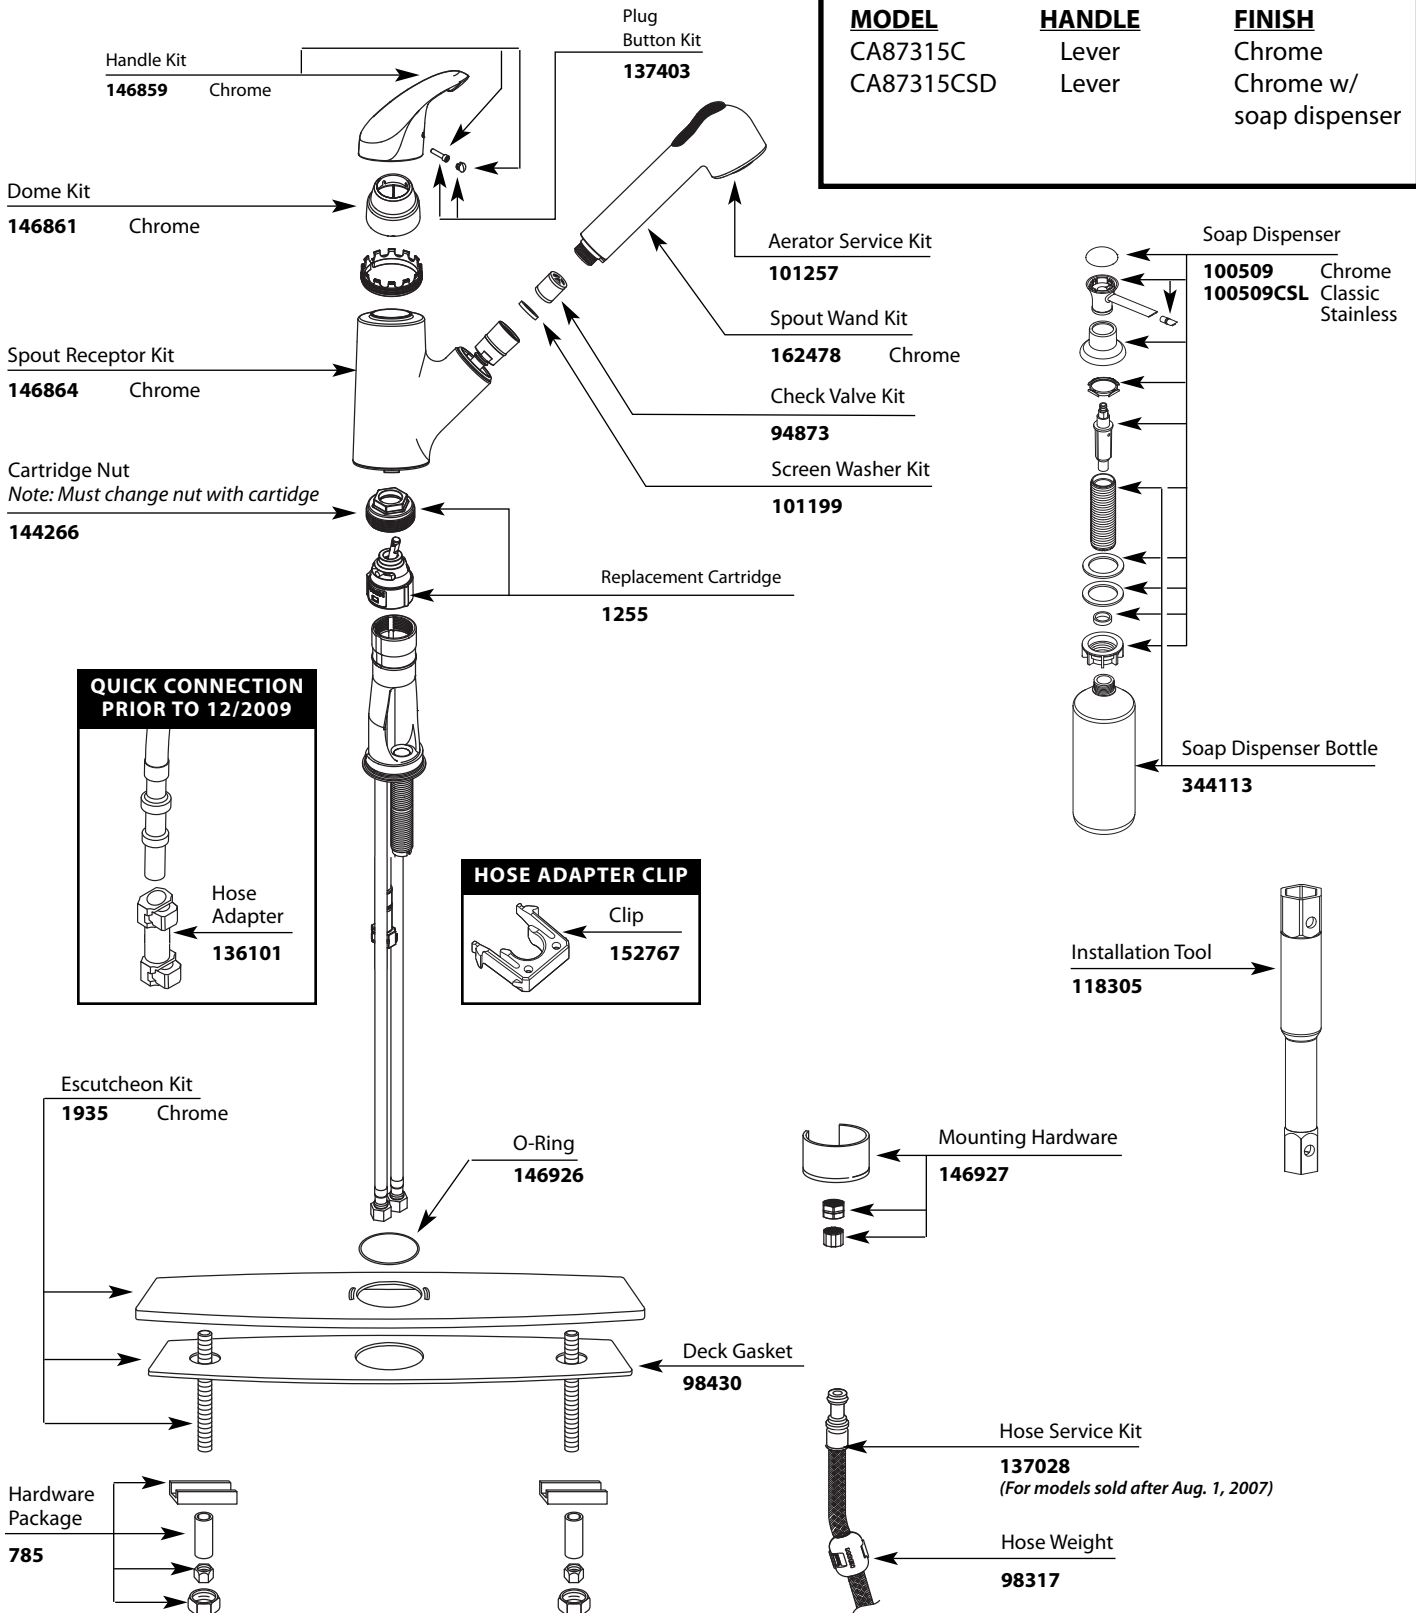 MODEL HANDLE FINISH
CA87315C Lever Chrome
CA87315CSD Lever Chrome w/
soap dispenser
Plug
Button Kit
137403
Handle Kit
146859 Chrome
Dome Kit
146861 Chrome
Spout Receptor Kit
146864 Chrome
Cartridge Nut
Note: Must change nut with cartidge
144266
Aerator Service Kit
101257
Spout Wand Kit
162478 Chrome
Check Valve Kit
94873
Screen Washer Kit
101199
Replacement Cartridge
1255
Soap Dispenser
100509 Chrome
100509CSL Classic
Stainless
Soap Dispenser Bottle
344113
QUICK CONNECTION
PRIOR TO 12/2009
Hose
Adapter
136101
HOSE ADAPTER CLIP
Clip
152767
Installation Tool
118305
Escutcheon Kit
1935 Chrome
O-Ring
146926
Mounting Hardware
146927
Deck Gasket
98430
Hardware
Package
785
Hose Service Kit
137028
(For models sold after Aug. 1, 2007)
Hose Weight
98317